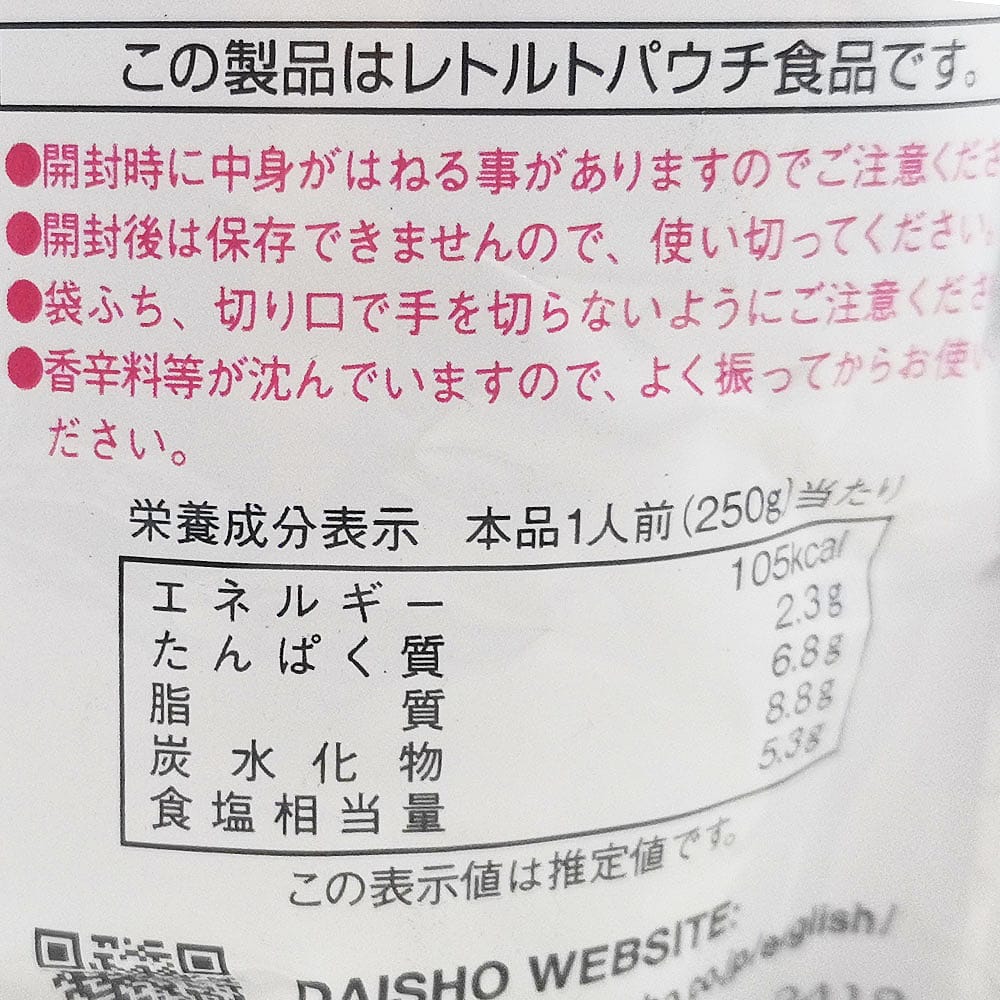 この製品はレトルトパウチ食品です。
●開封時に中身がはねる事がありますのでご注意くださ
●開封後は保存できませんので、使い切ってください。
●袋ふち、切り口で手を切らないようにご注意くださ
●香辛料等が沈んでいますので、よく振ってからお使い
ださい。
栄養成分表示 本品1人前(250g)当たり
エネルギー 105kcal
たんぱく質 2.3g
脂質 6.8g
炭水化物 8.8g
食塩相当量 5.3g
この表示値は推定値です。
DAISHO WEBSITE:
co.jp/english/